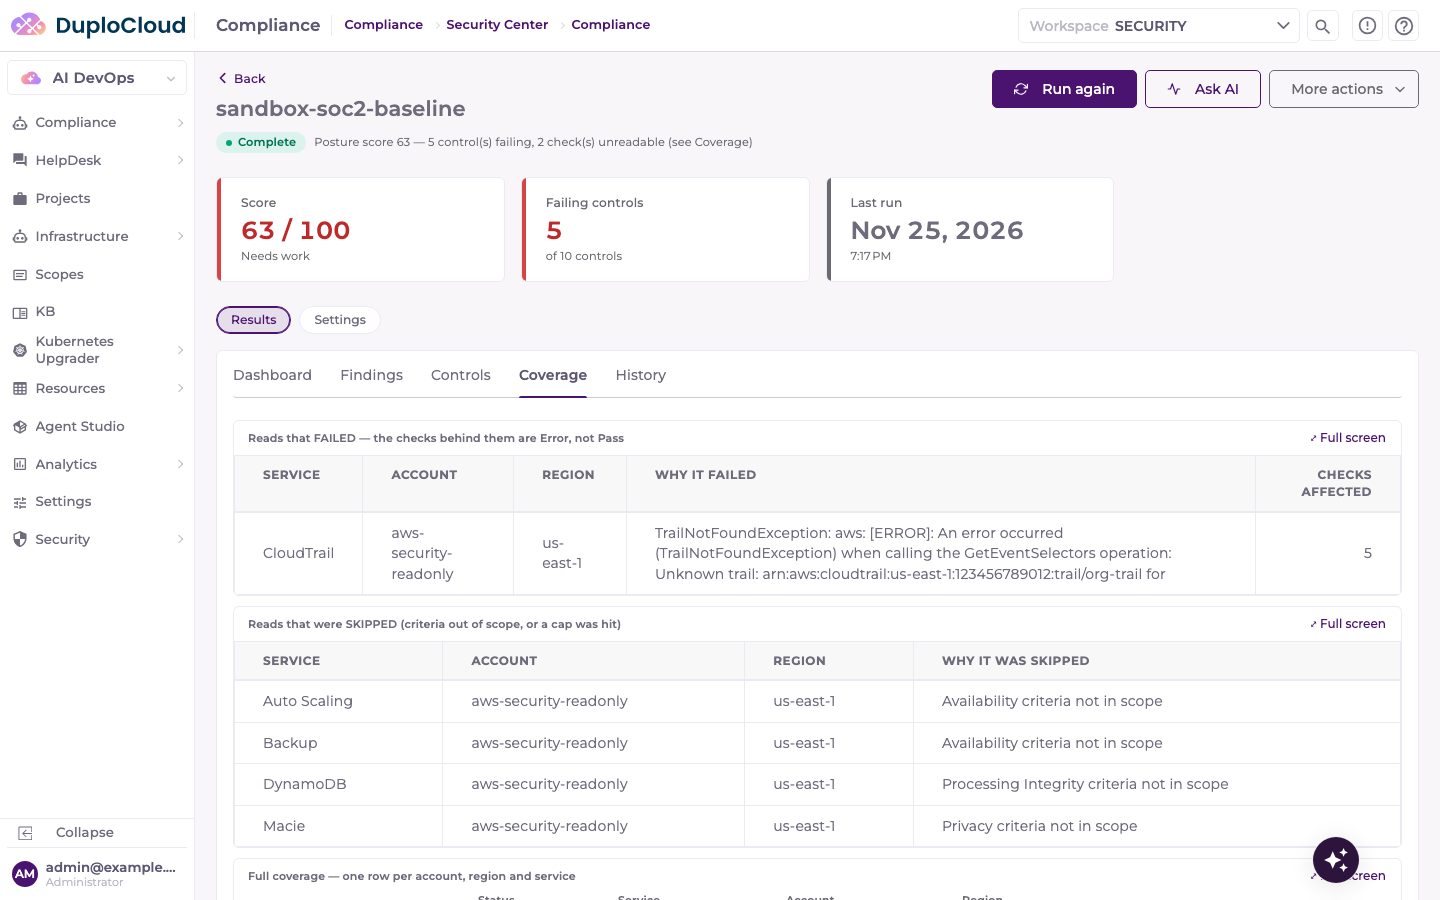 DuploCloud
Compliance
Compliance > Security Center > Compliance
Workspace SECURITY
AI DevOps
Compliance
HelpDesk
Projects
Infrastructure
Scopes
KB
Kubernetes
Upgrader
Resources
Agent Studio
Analytics
Settings
Security
Collapse
AM
admin@example....
Administrator
Back
sandbox-soc2-baseline
Complete
Posture score 63 — 5 control(s) failing, 2 check(s) unreadable (see Coverage)
Run again
Ask AI
More actions
Score
63 / 100
Needs work
Failing controls
5
of 10 controls
Last run
Nov 25, 2026
7:17 PM
Results
Settings
Dashboard
Findings
Controls
Coverage
History
Reads that FAILED — the checks behind them are Error, not Pass
Full screen
SERVICE
ACCOUNT
REGION
WHY IT FAILED
CHECKS
AFFECTED
CloudTrail
aws-
security-
readonly
us-
east-1
TrailNotFoundException: aws: [ERROR]: An error occurred
(TrailNotFoundException) when calling the GetEventSelectors operation:
Unknown trail: arn:aws:cloudtrail:us-east-1:123456789012:trail/org-trail for
5
Reads that were SKIPPED (criteria out of scope, or a cap was hit)
Full screen
SERVICE
ACCOUNT
REGION
WHY IT WAS SKIPPED
Auto Scaling
aws-security-readonly
us-east-1
Availability criteria not in scope
Backup
aws-security-readonly
us-east-1
Availability criteria not in scope
DynamoDB
aws-security-readonly
us-east-1
Processing Integrity criteria not in scope
Macie
aws-security-readonly
us-east-1
Privacy criteria not in scope
Full coverage — one row per account, region and service
Status
Service
Account
Region